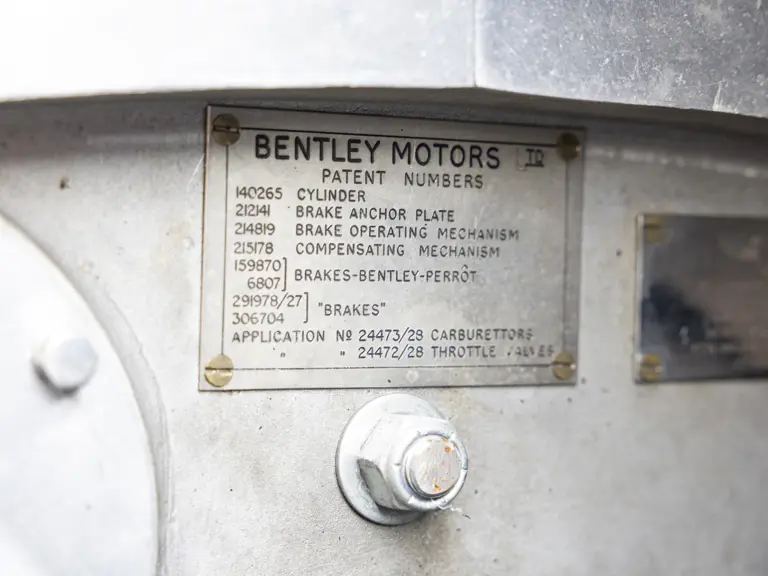 BENTLEY MOTORS LTD
PATENT NUMBERS
140265 CYLINDER
212141 BRAKE ANCHOR PLATE
214819 BRAKE OPERATING MECHANISM
215178 COMPENSATING MECHANISM
159870] BRAKES-BENTLEY-PERRÔT
6807]
291978/27] "BRAKES"
306704
APPLICATION Nº 24473/28 CARBURETTORS
" " 24472/28 THROTTLE VALVES